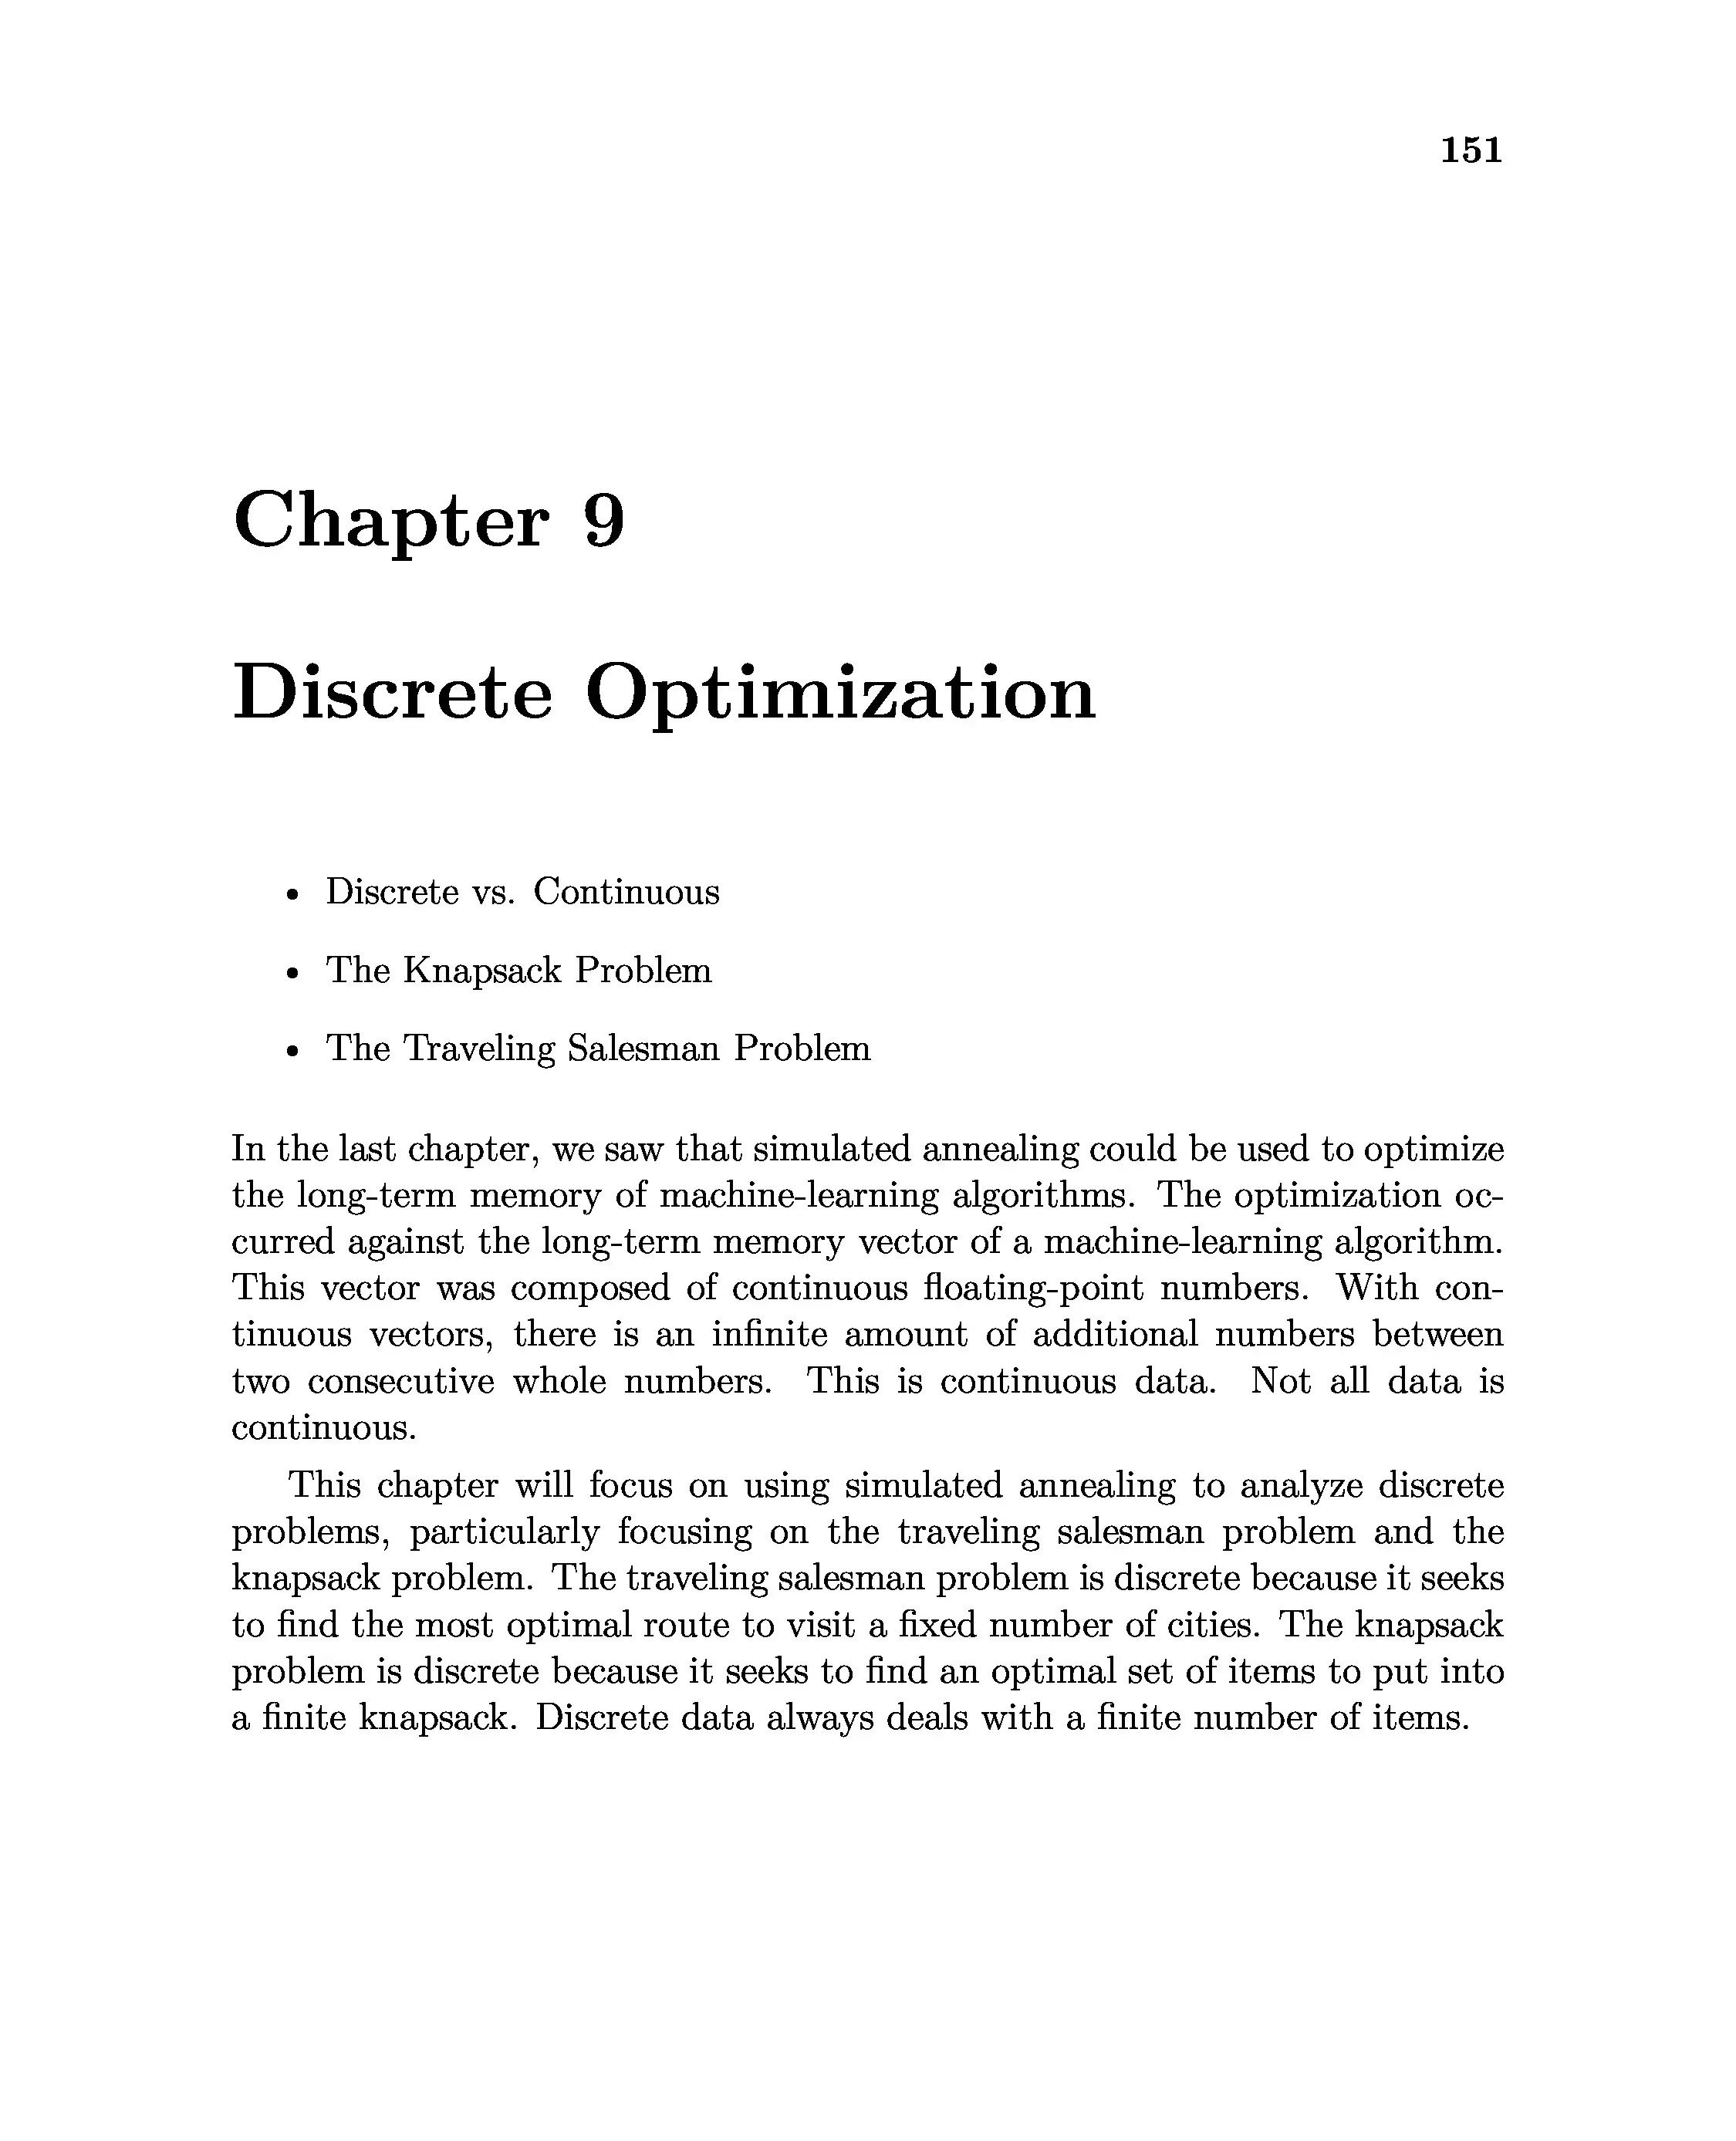 151
Chapter 9
Discrete Optimization
• Discrete vs. Continuous
• The Knapsack Problem
• The Traveling Salesman Problem
In the last chapter, we saw that simulated annealing could be used to optimize
the long-term memory of machine-learning algorithms. The optimization oc-
curred against the long-term memory vector of a machine-learning algorithm.
This vector was composed of continuous floating-point numbers. With con-
tinuous vectors, there is an infinite amount of additional numbers between
two consecutive whole numbers. This is continuous data. Not all data is
continuous.
This chapter will focus on using simulated annealing to analyze discrete
problems, particularly focusing on the traveling salesman problem and the
knapsack problem. The traveling salesman problem is discrete because it seeks
to find the most optimal route to visit a fixed number of cities. The knapsack
problem is discrete because it seeks to find an optimal set of items to put into
a finite knapsack. Discrete data always deals with a finite number of items.